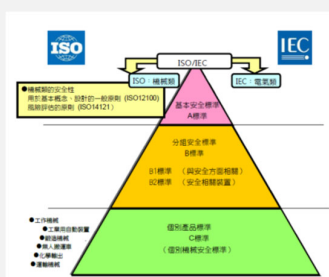 ISO
ISO/IEC
IEC
ISO：機械類
IEC：電氣類
●機械類的安全性
用於基本概念、設計的一般原則 (ISO12100)
風險評估的原則 (ISO14121)
基本安全標準
A標準
分組安全標準
B標準
B1標準 （與安全方面相關）
B2標準 （安全相關裝置）
個別產品標準
C標準
（個別機械安全標準）
●工作機械
●工業用自動裝置
●鍛造機械
●無人搬運車
●化學輸出
●運輸機械